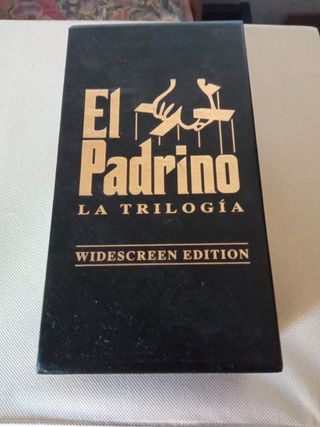 El
Padrino
LA TRILOGÍA
WIDESCREEN EDITION